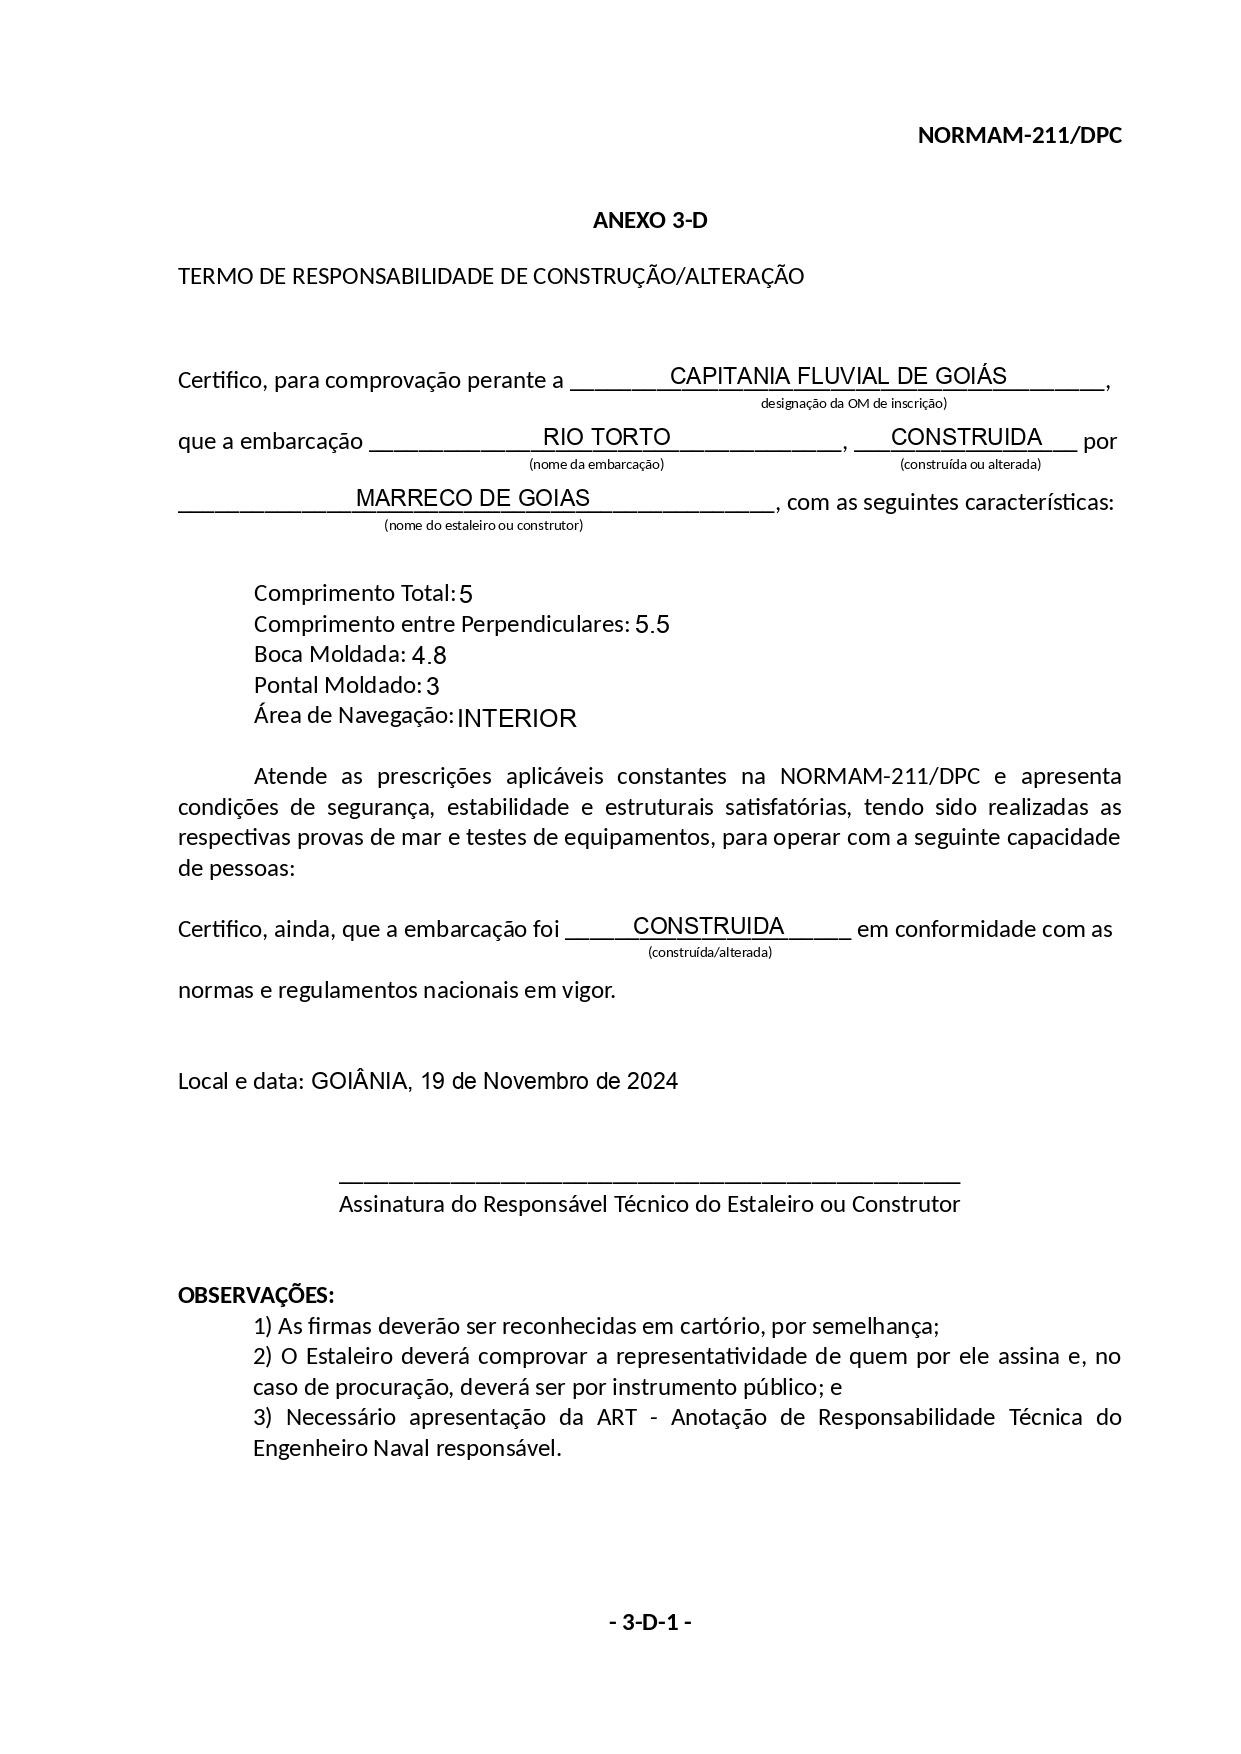 NORMAM-211/DPC
ANEXO 3-D
TERMO DE RESPONSABILIDADE DE CONSTRUÇÃO/ALTERAÇÃO
Certifico, para comprovação perante a CAPITANIA FLUVIAL DE GOIÁS,
designação da OM de inscrição)
que a embarcação RIO TORTO, CONSTRUIDA por
(nome da embarcação) (construída ou alterada)
MARRECO DE GOIAS, com as seguintes características:
(nome do estaleiro ou construtor)
Comprimento Total: 5
Comprimento entre Perpendiculares: 5.5
Boca Moldada: 4.8
Pontal Moldado: 3
Área de Navegação: INTERIOR
Atende as prescrições aplicáveis constantes na NORMAM-211/DPC e apresenta
condições de segurança, estabilidade e estruturais satisfatórias, tendo sido realizadas as
respectivas provas de mar e testes de equipamentos, para operar com a seguinte capacidade
de pessoas:
Certifico, ainda, que a embarcação foi CONSTRUIDA em conformidade com as
(construída/alterada)
normas e regulamentos nacionais em vigor.
Local e data: GOIÂNIA, 19 de Novembro de 2024
Assinatura do Responsável Técnico do Estaleiro ou Construtor
OBSERVAÇÕES:
1) As firmas deverão ser reconhecidas em cartório, por semelhança;
2) O Estaleiro deverá comprovar a representatividade de quem por ele assina e, no
caso de procuração, deverá ser por instrumento público; e
3) Necessário apresentação da ART - Anotação de Responsabilidade Técnica do
Engenheiro Naval responsável.
- 3-D-1 -